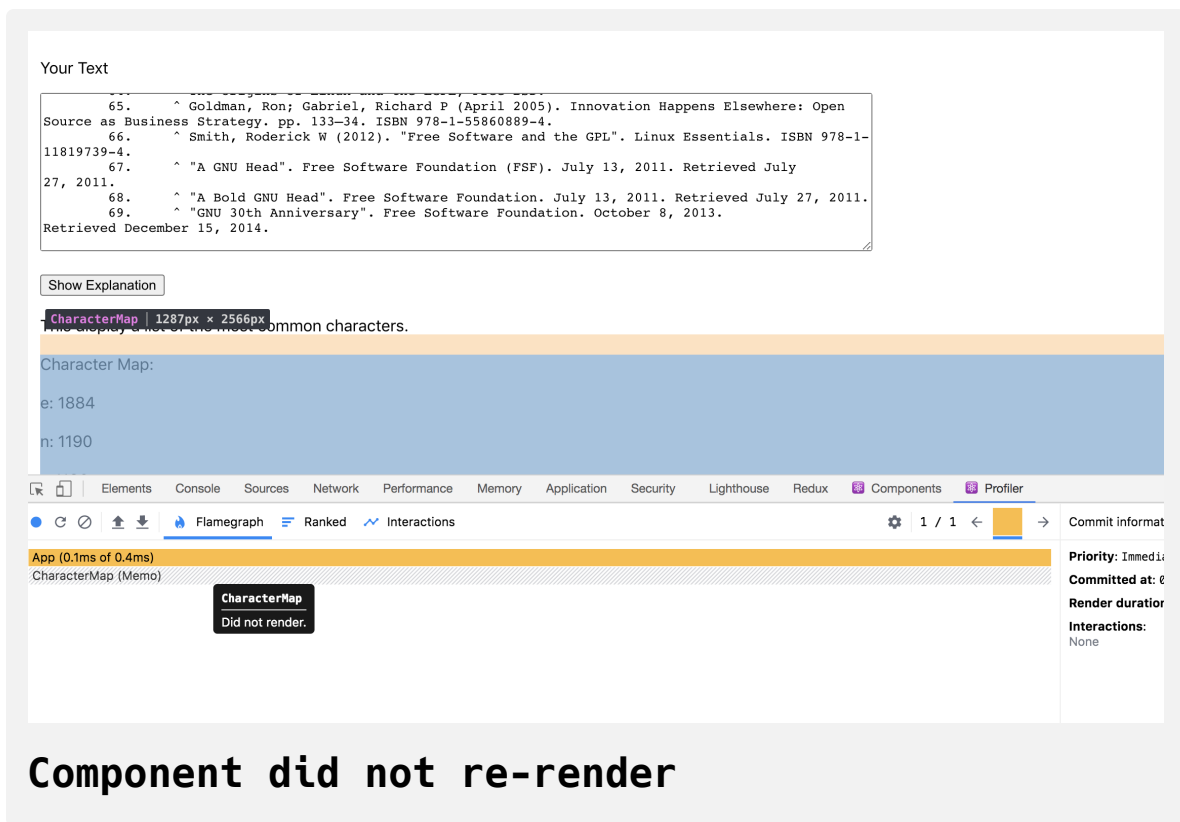 Your Text
65. ^ Goldman, Ron; Gabriel, Richard P (April 2005). Innovation Happens Elsewhere: Open
Source as Business Strategy. pp. 133–34. ISBN 978-1-55860889-4.
66. ^ Smith, Roderick W (2012). "Free Software and the GPL". Linux Essentials. ISBN 978-1-
11819739-4.
67. ^ "A GNU Head". Free Software Foundation (FSF). July 13, 2011. Retrieved July
27, 2011.
68. ^ "A Bold GNU Head". Free Software Foundation. July 13, 2011. Retrieved July 27, 2011.
69. ^ "GNU 30th Anniversary". Free Software Foundation. October 8, 2013.
Retrieved December 15, 2014.
Show Explanation
CharacterMap | 1287px × 2566px
This display a list of the most common characters.
Character Map:
e: 1884
n: 1190
Elements Console Sources Network Performance Memory Application Security Lighthouse Redux Components Profiler
Flamegraph Ranked Interactions 1 / 1 Commit informat
App (0.1ms of 0.4ms)
CharacterMap (Memo)
CharacterMap
Did not render.
Priority: Immedia
Committed at:
Render duration
Interactions:
None
Component did not re-render